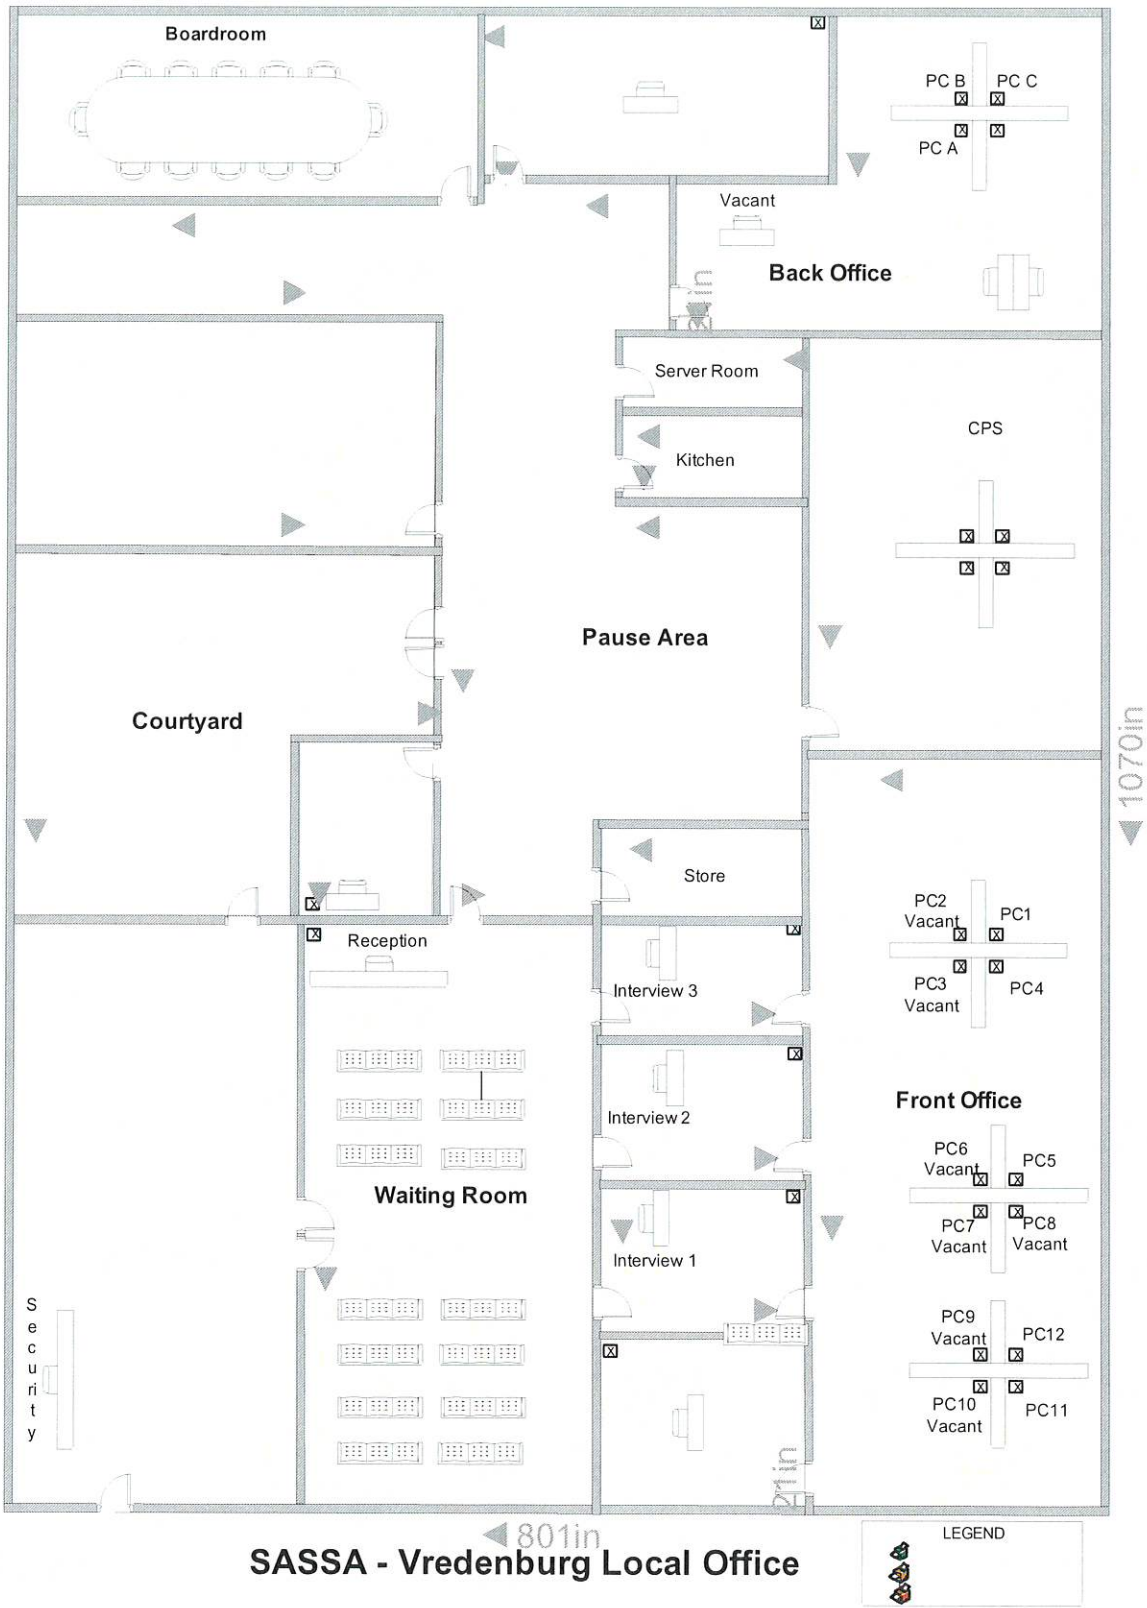 Boardroom
PC B
PC C
PC A
Vacant
Back Office
Server Room
CPS
Kitchen
Pause Area
Courtyard
1070in
Store
PC2
Vacant
PC1
Reception
PC3
Vacant
PC4
Interview 3
Front Office
Interview 2
PC6
Vacant
PC5
Waiting Room
PC7
Vacant
PC8
Vacant
Interview 1
Security
PC9
Vacant
PC12
PC10
Vacant
PC11
801in
LEGEND
SASSA - Vredenburg Local Office